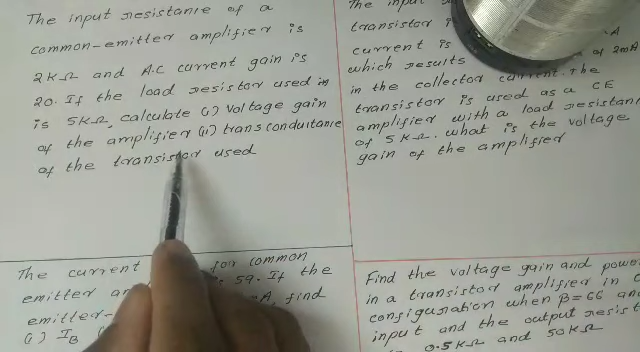 The input resistance of a
common-emitter amplifier is
2KΩ and A.C current gain is
20. If the load resistor used in
is 5KΩ, calculate (i) voltage gain
of the amplifier (ii) transconductance
of the transistor used
The input
transistor
current is
which results of 2mA
in the collector current. The
transistor is used as a CE
amplifier with a load resistan
of 5KΩ. what is the voltage
gain of the amplified
The current for common
emitter 59. If the
emitter- find
(i) IB
Find the voltage gain and powe
in a transistor amplifier in
configuration when β=66 an
input and the output resist
0.5KΩ and 50KΩ